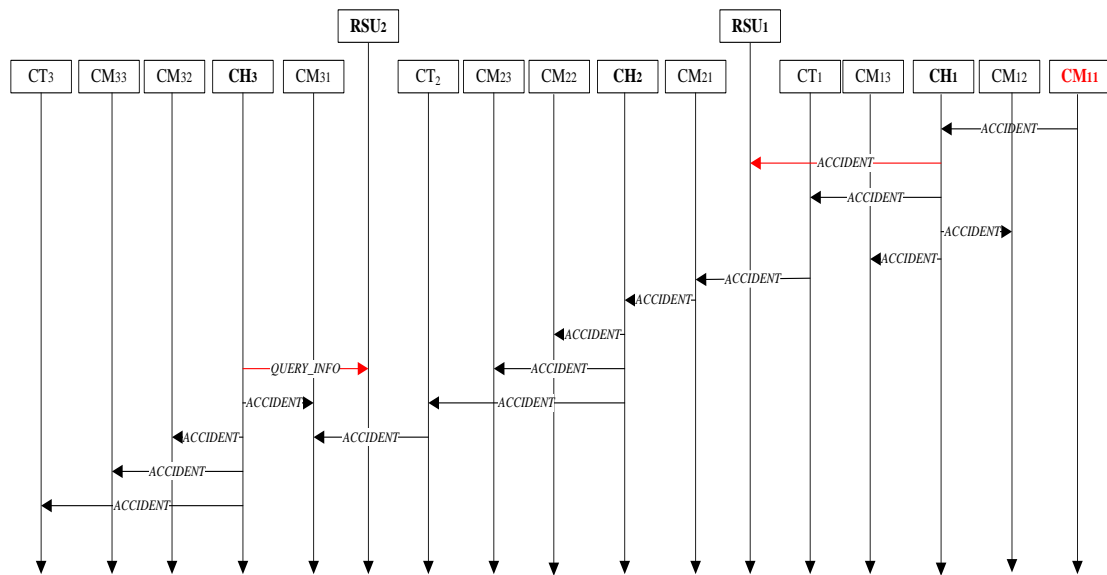 RSU2 RSU1
CT3 CM33 CM32 CH3 CM31 CT2 CM23 CM22 CH2 CM21 CT1 CM13 CH1 CM12 CM11
ACCIDENT
ACCIDENT
ACCIDENT
ACCIDENT
ACCIDENT
ACCIDENT
ACCIDENT
ACCIDENT
QUERY_INFO ACCIDENT
ACCIDENT ACCIDENT
ACCIDENT ACCIDENT
ACCIDENT
ACCIDENT